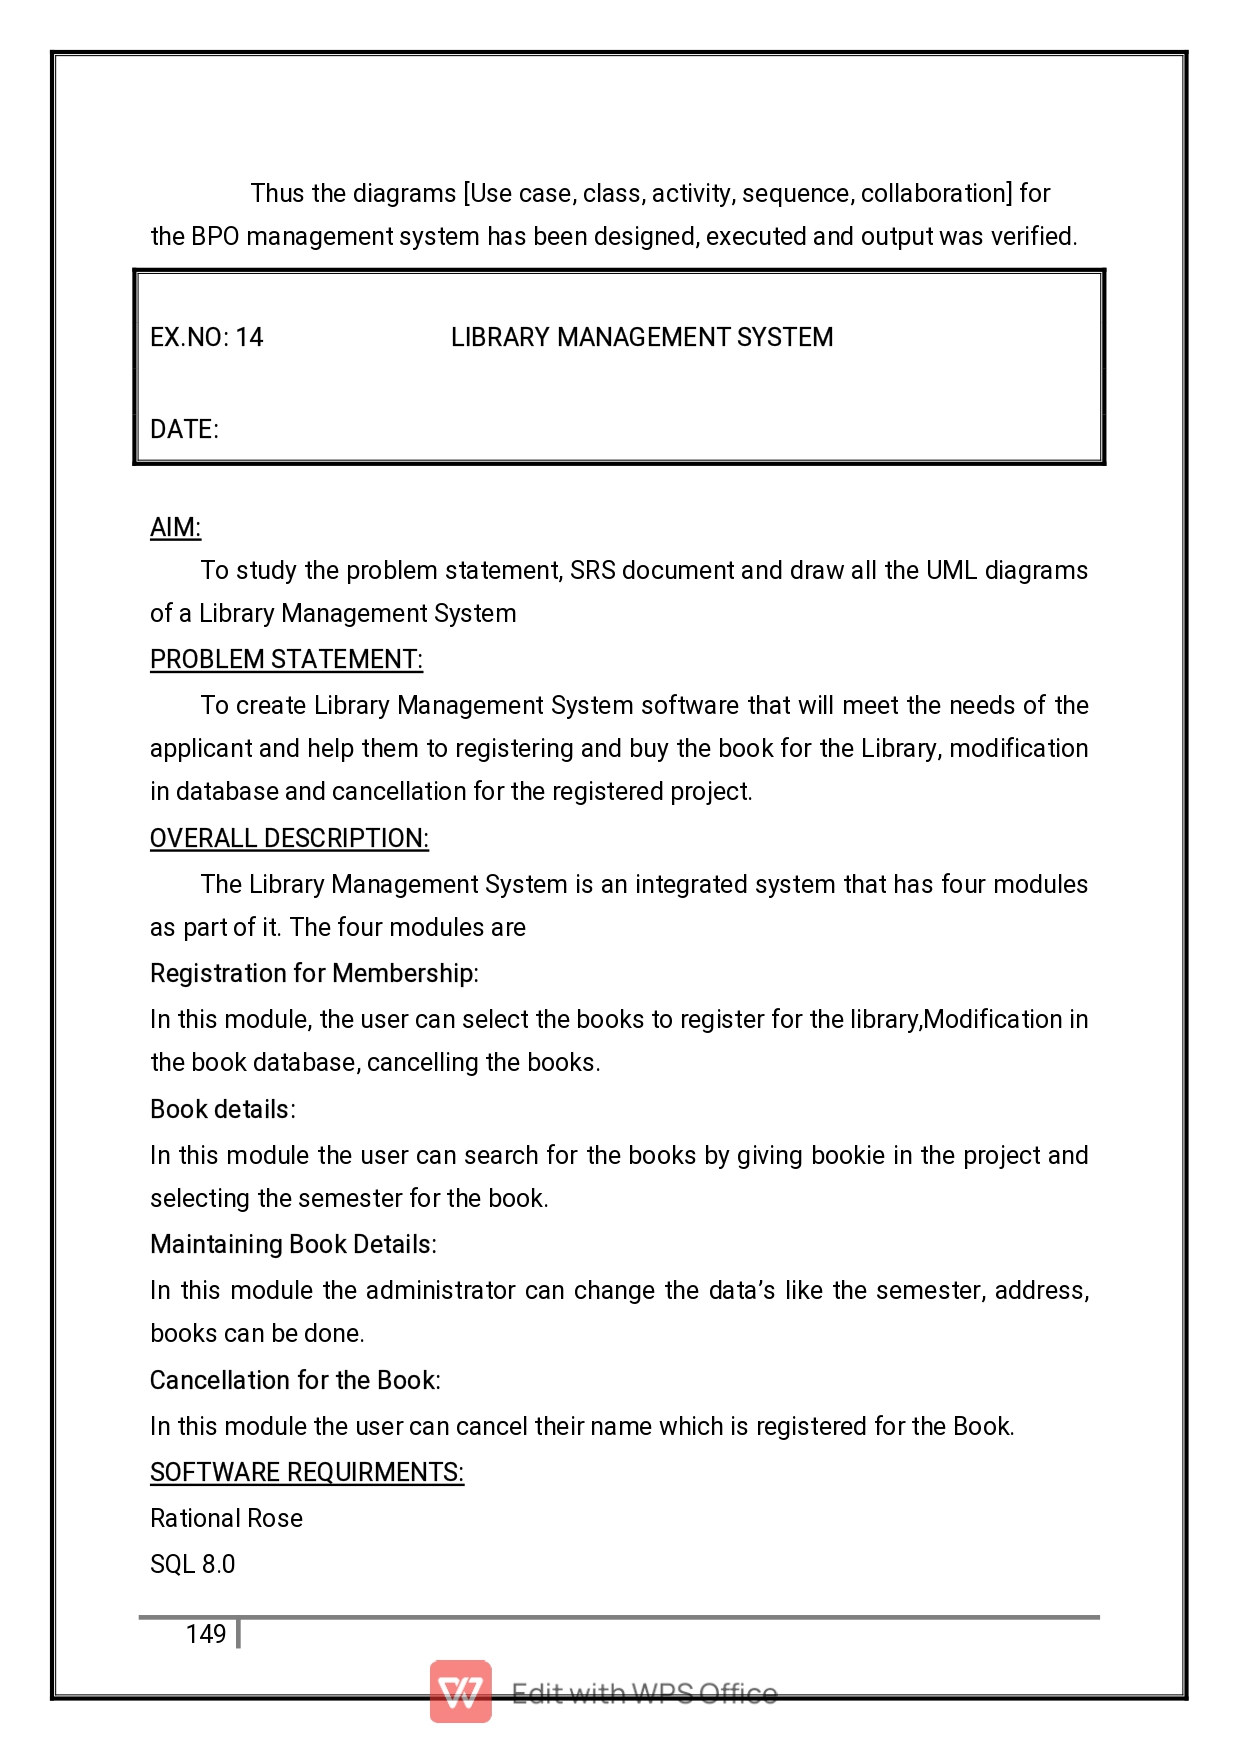 Thus the diagrams [Use case, class, activity, sequence, collaboration] for
the BPO management system has been designed, executed and output was verified.
EX.NO: 14 LIBRARY MANAGEMENT SYSTEM
DATE:
AIM:
To study the problem statement, SRS document and draw all the UML diagrams
of a Library Management System
PROBLEM STATEMENT:
To create Library Management System software that will meet the needs of the
applicant and help them to registering and buy the book for the Library, modification
in database and cancellation for the registered project.
OVERALL DESCRIPTION:
The Library Management System is an integrated system that has four modules
as part of it. The four modules are
Registration for Membership:
In this module, the user can select the books to register for the library,Modification in
the book database, cancelling the books.
Book details:
In this module the user can search for the books by giving bookie in the project and
selecting the semester for the book.
Maintaining Book Details:
In this module the administrator can change the data’s like the semester, address,
books can be done.
Cancellation for the Book:
In this module the user can cancel their name which is registered for the Book.
SOFTWARE REQUIRMENTS:
Rational Rose
SQL 8.0
149
Edit with WPS Office